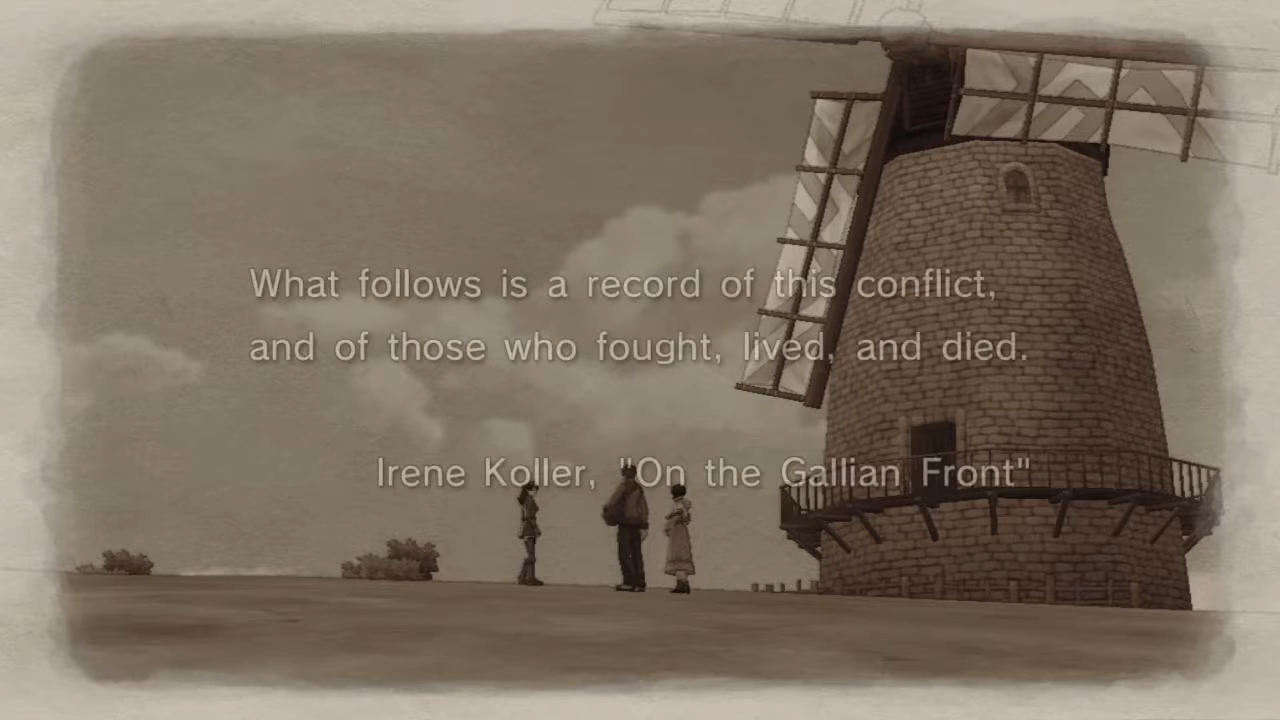 What follows is a record of this conflict,
and of those who fought, lived, and died.
Irene Koller, "On the Gallian Front"